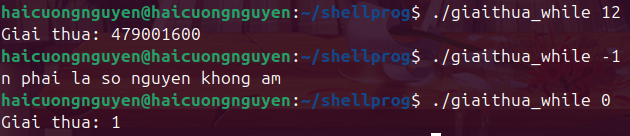 haicuongnguyen@haicuongnguyen:~/shellprog$ ./giaithua_while 12
Giai thua: 479001600
haicuongnguyen@haicuongnguyen:~/shellprog$ ./giaithua_while -1
n phai la so nguyen khong am
haicuongnguyen@haicuongnguyen:~/shellprog$ ./giaithua_while 0
Giai thua: 1